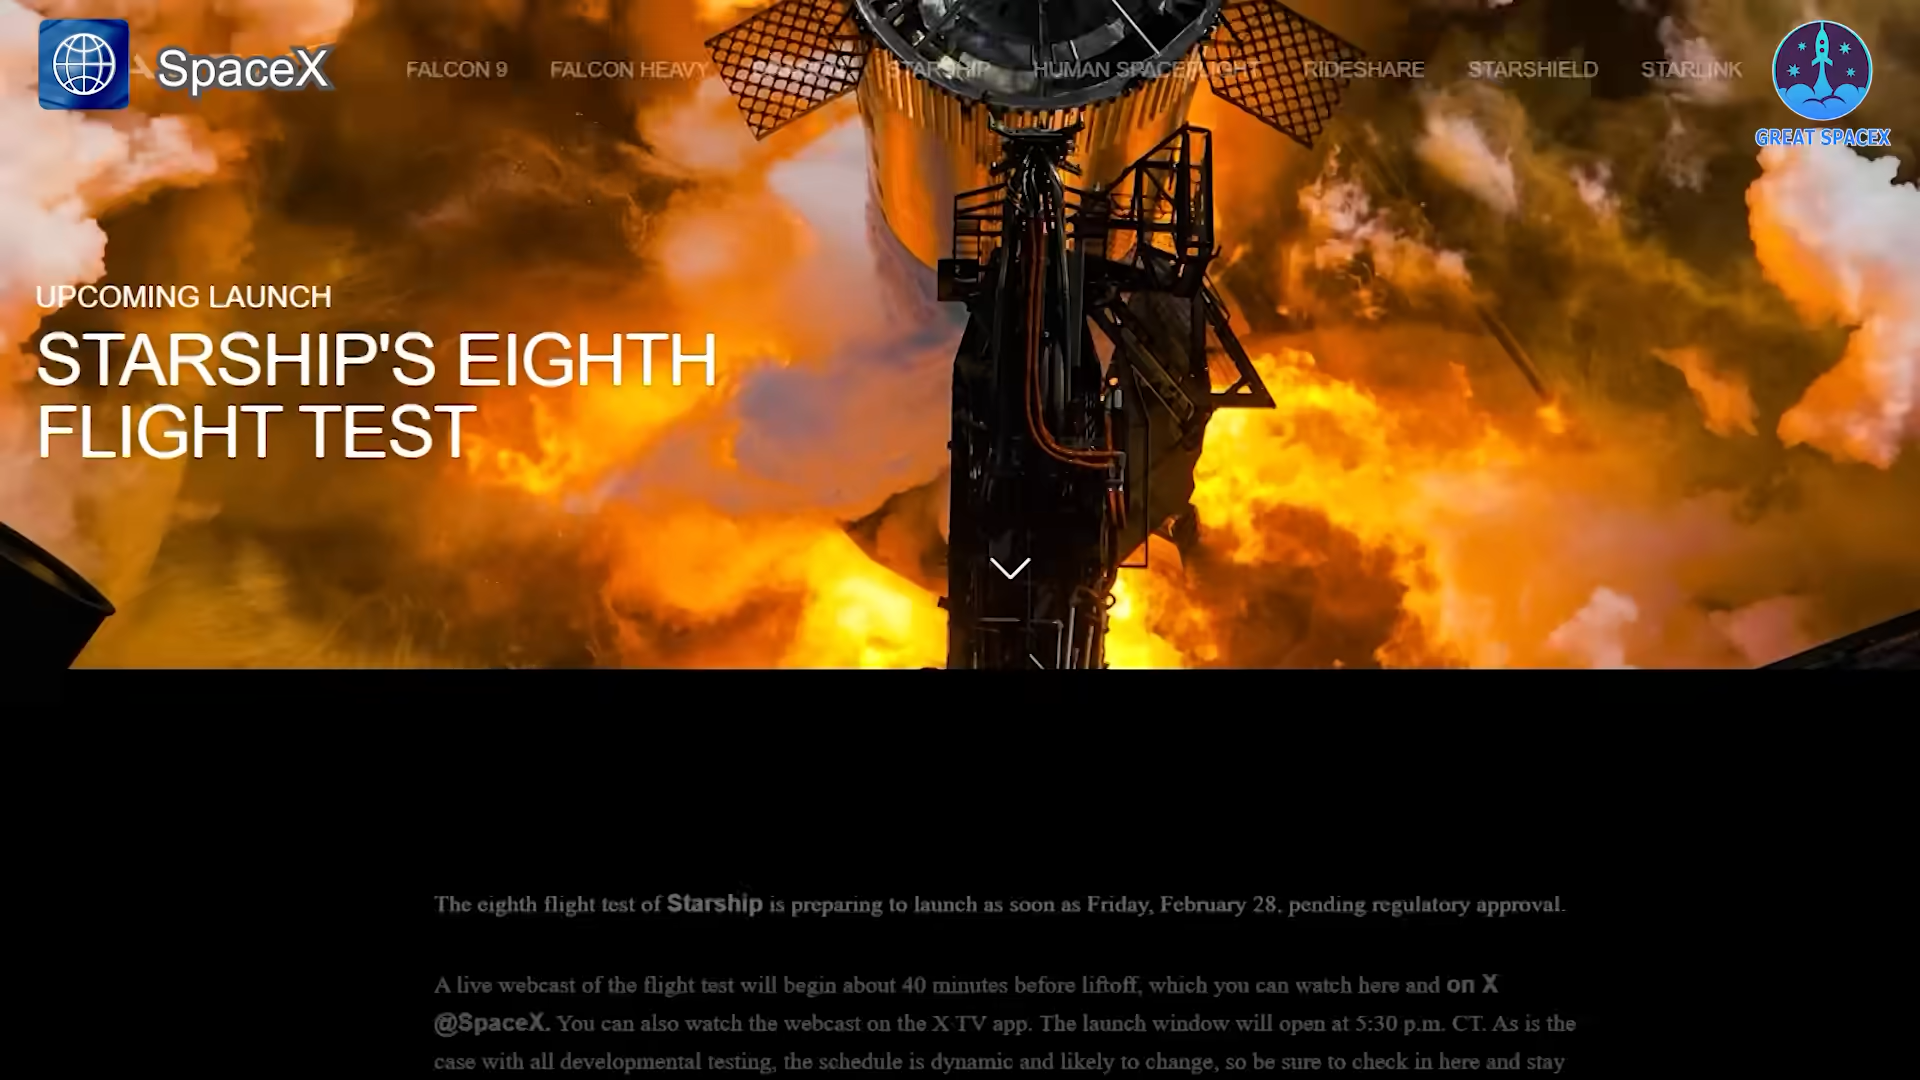 SpaceX
FALCON 9
FALCON HEAVY
STARSHIP
HUMAN SPACEFLIGHT
RIDESHARE
STARSHIELD
STARLINK
GREAT SPACEX
UPCOMING LAUNCH
STARSHIP'S EIGHTH
FLIGHT TEST
The eighth flight test of Starship is preparing to launch as soon as Friday, February 28, pending regulatory approval.
A live webcast of the flight test will begin about 40 minutes before liftoff, which you can watch here and on X
@SpaceX. You can also watch the webcast on the X TV app. The launch window will open at 5:30 p.m. CT. As is the
case with all developmental testing, the schedule is dynamic and likely to change, so be sure to check in here and stay